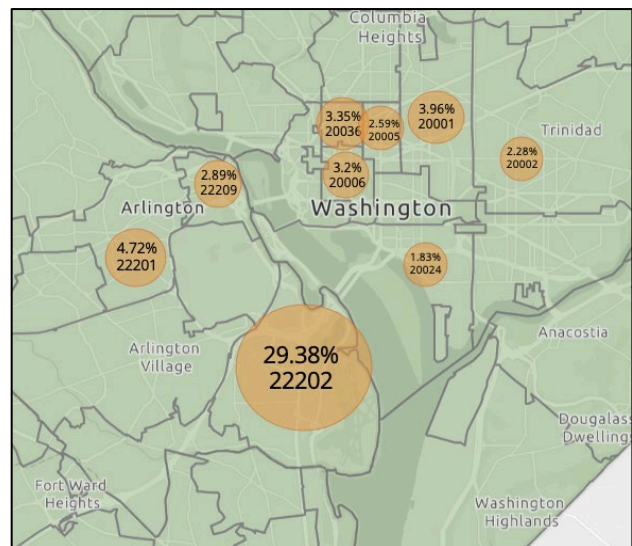 Columbia
Heights
3.35%
20036
2.59%
20005
3.96%
20001
Trinidad
2.28%
20002
2.89%
22209
3.2%
20006
Arlington
Washington
4.72%
22201
1.83%
20024
Anacostia
Arlington
Village
29.38%
22202
Douglass
Dwellings
Fort Ward
Heights
Washington
Highlands